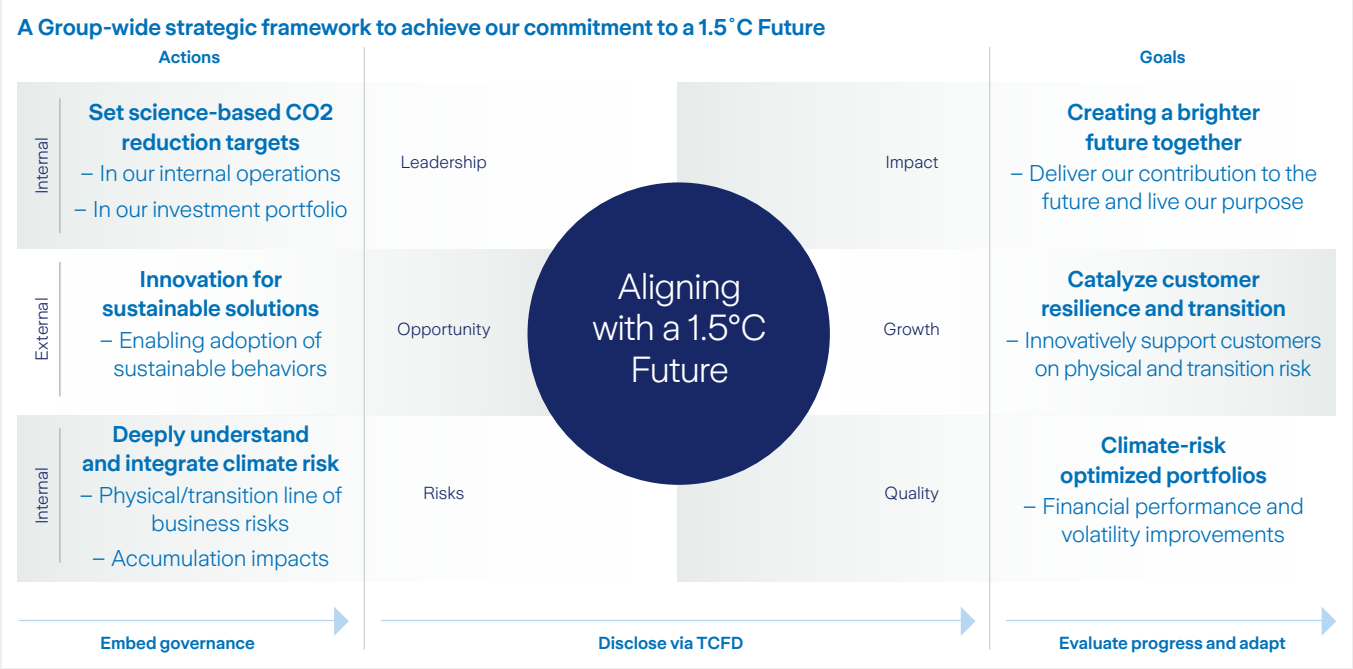 A Group-wide strategic framework to achieve our commitment to a 1.5˚C Future
Actions
Goals
Internal
Set science-based CO2
reduction targets
– In our internal operations
– In our investment portfolio
Leadership
Impact
Creating a brighter
future together
– Deliver our contribution to the
future and live our purpose
External
Innovation for
sustainable solutions
– Enabling adoption of
sustainable behaviors
Opportunity
Aligning
with a 1.5°C
Future
Growth
Catalyze customer
resilience and transition
– Innovatively support customers
on physical and transition risk
Internal
Deeply understand
and integrate climate risk
– Physical/transition line of
business risks
– Accumulation impacts
Risks
Quality
Climate-risk
optimized portfolios
– Financial performance and
volatility improvements
Embed governance
Disclose via TCFD
Evaluate progress and adapt